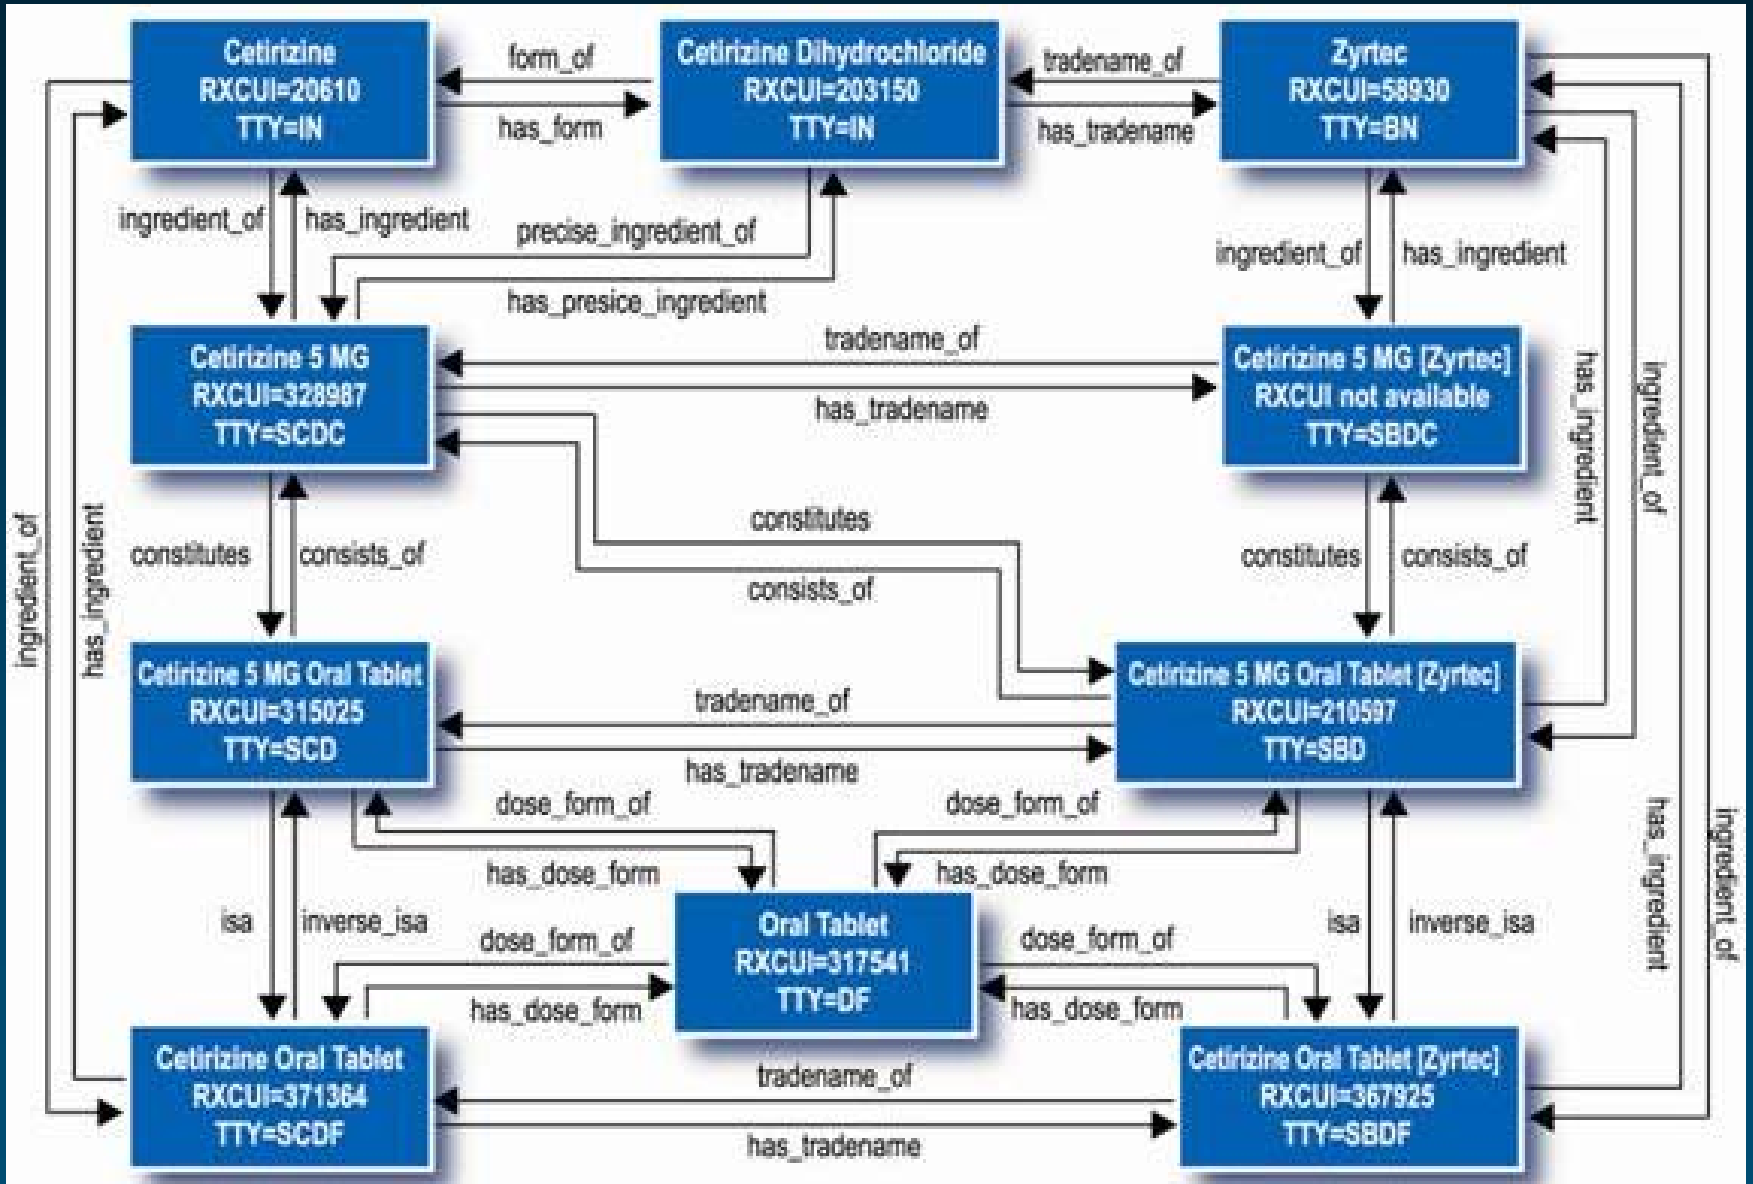 Cetirizine
RXCUI=20610
TTY=IN
form_of
has_form
Cetirizine Dihydrochloride
RXCUI=203150
TTY=IN
tradename_of
has_tradename
Zyrtec
RXCUI=58930
TTY=BN
ingredient_of
has_ingredient
precise_ingredient_of
has_presice_ingredient
ingredient_of
has_ingredient
Cetirizine 5 MG
RXCUI=328987
TTY=SCDC
tradename_of
has_tradename
Cetirizine 5 MG [Zyrtec]
RXCUI not available
TTY=SBDC
has_ingredient
ingredient_of
constitutes
consists_of
constitutes
consists_of
constitutes
consists_of
ingredient_of
has_ingredient
Cetirizine 5 MG Oral Tablet
RXCUI=315025
TTY=SCD
tradename_of
has_tradename
Cetirizine 5 MG Oral Tablet [Zyrtec]
RXCUI=210597
TTY=SBD
dose_form_of
has_dose_form
dose_form_of
has_dose_form
has_ingredient
ingredient_of
isa
inverse_isa
dose_form_of
has_dose_form
Oral Tablet
RXCUI=317541
TTY=DF
dose_form_of
has_dose_form
isa
inverse_isa
Cetirizine Oral Tablet
RXCUI=371364
TTY=SCDF
tradename_of
has_tradename
Cetirizine Oral Tablet [Zyrtec]
RXCUI=367925
TTY=SBDF